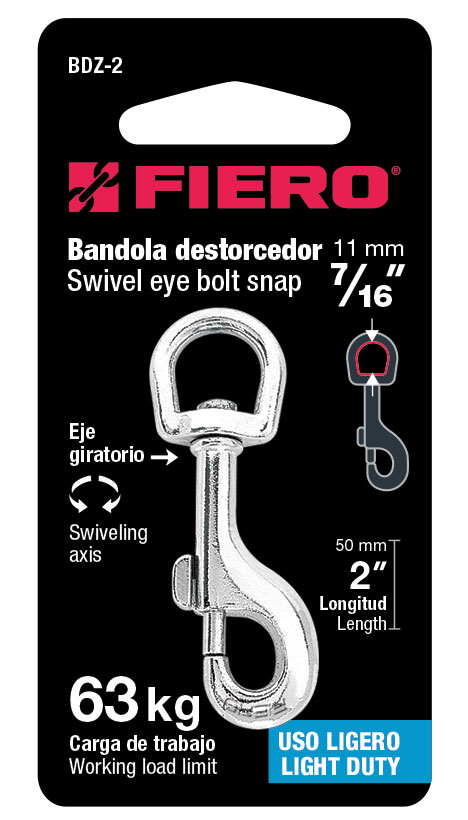 BDZ-2
FIERO®
Bandola destorcedor 11 mm
Swivel eye bolt snap 7/16"
Eje
giratorio
Swiveling
axis
50 mm
2"
Longitud
Length
63 kg
Carga de trabajo
Working load limit
USO LIGERO
LIGHT DUTY